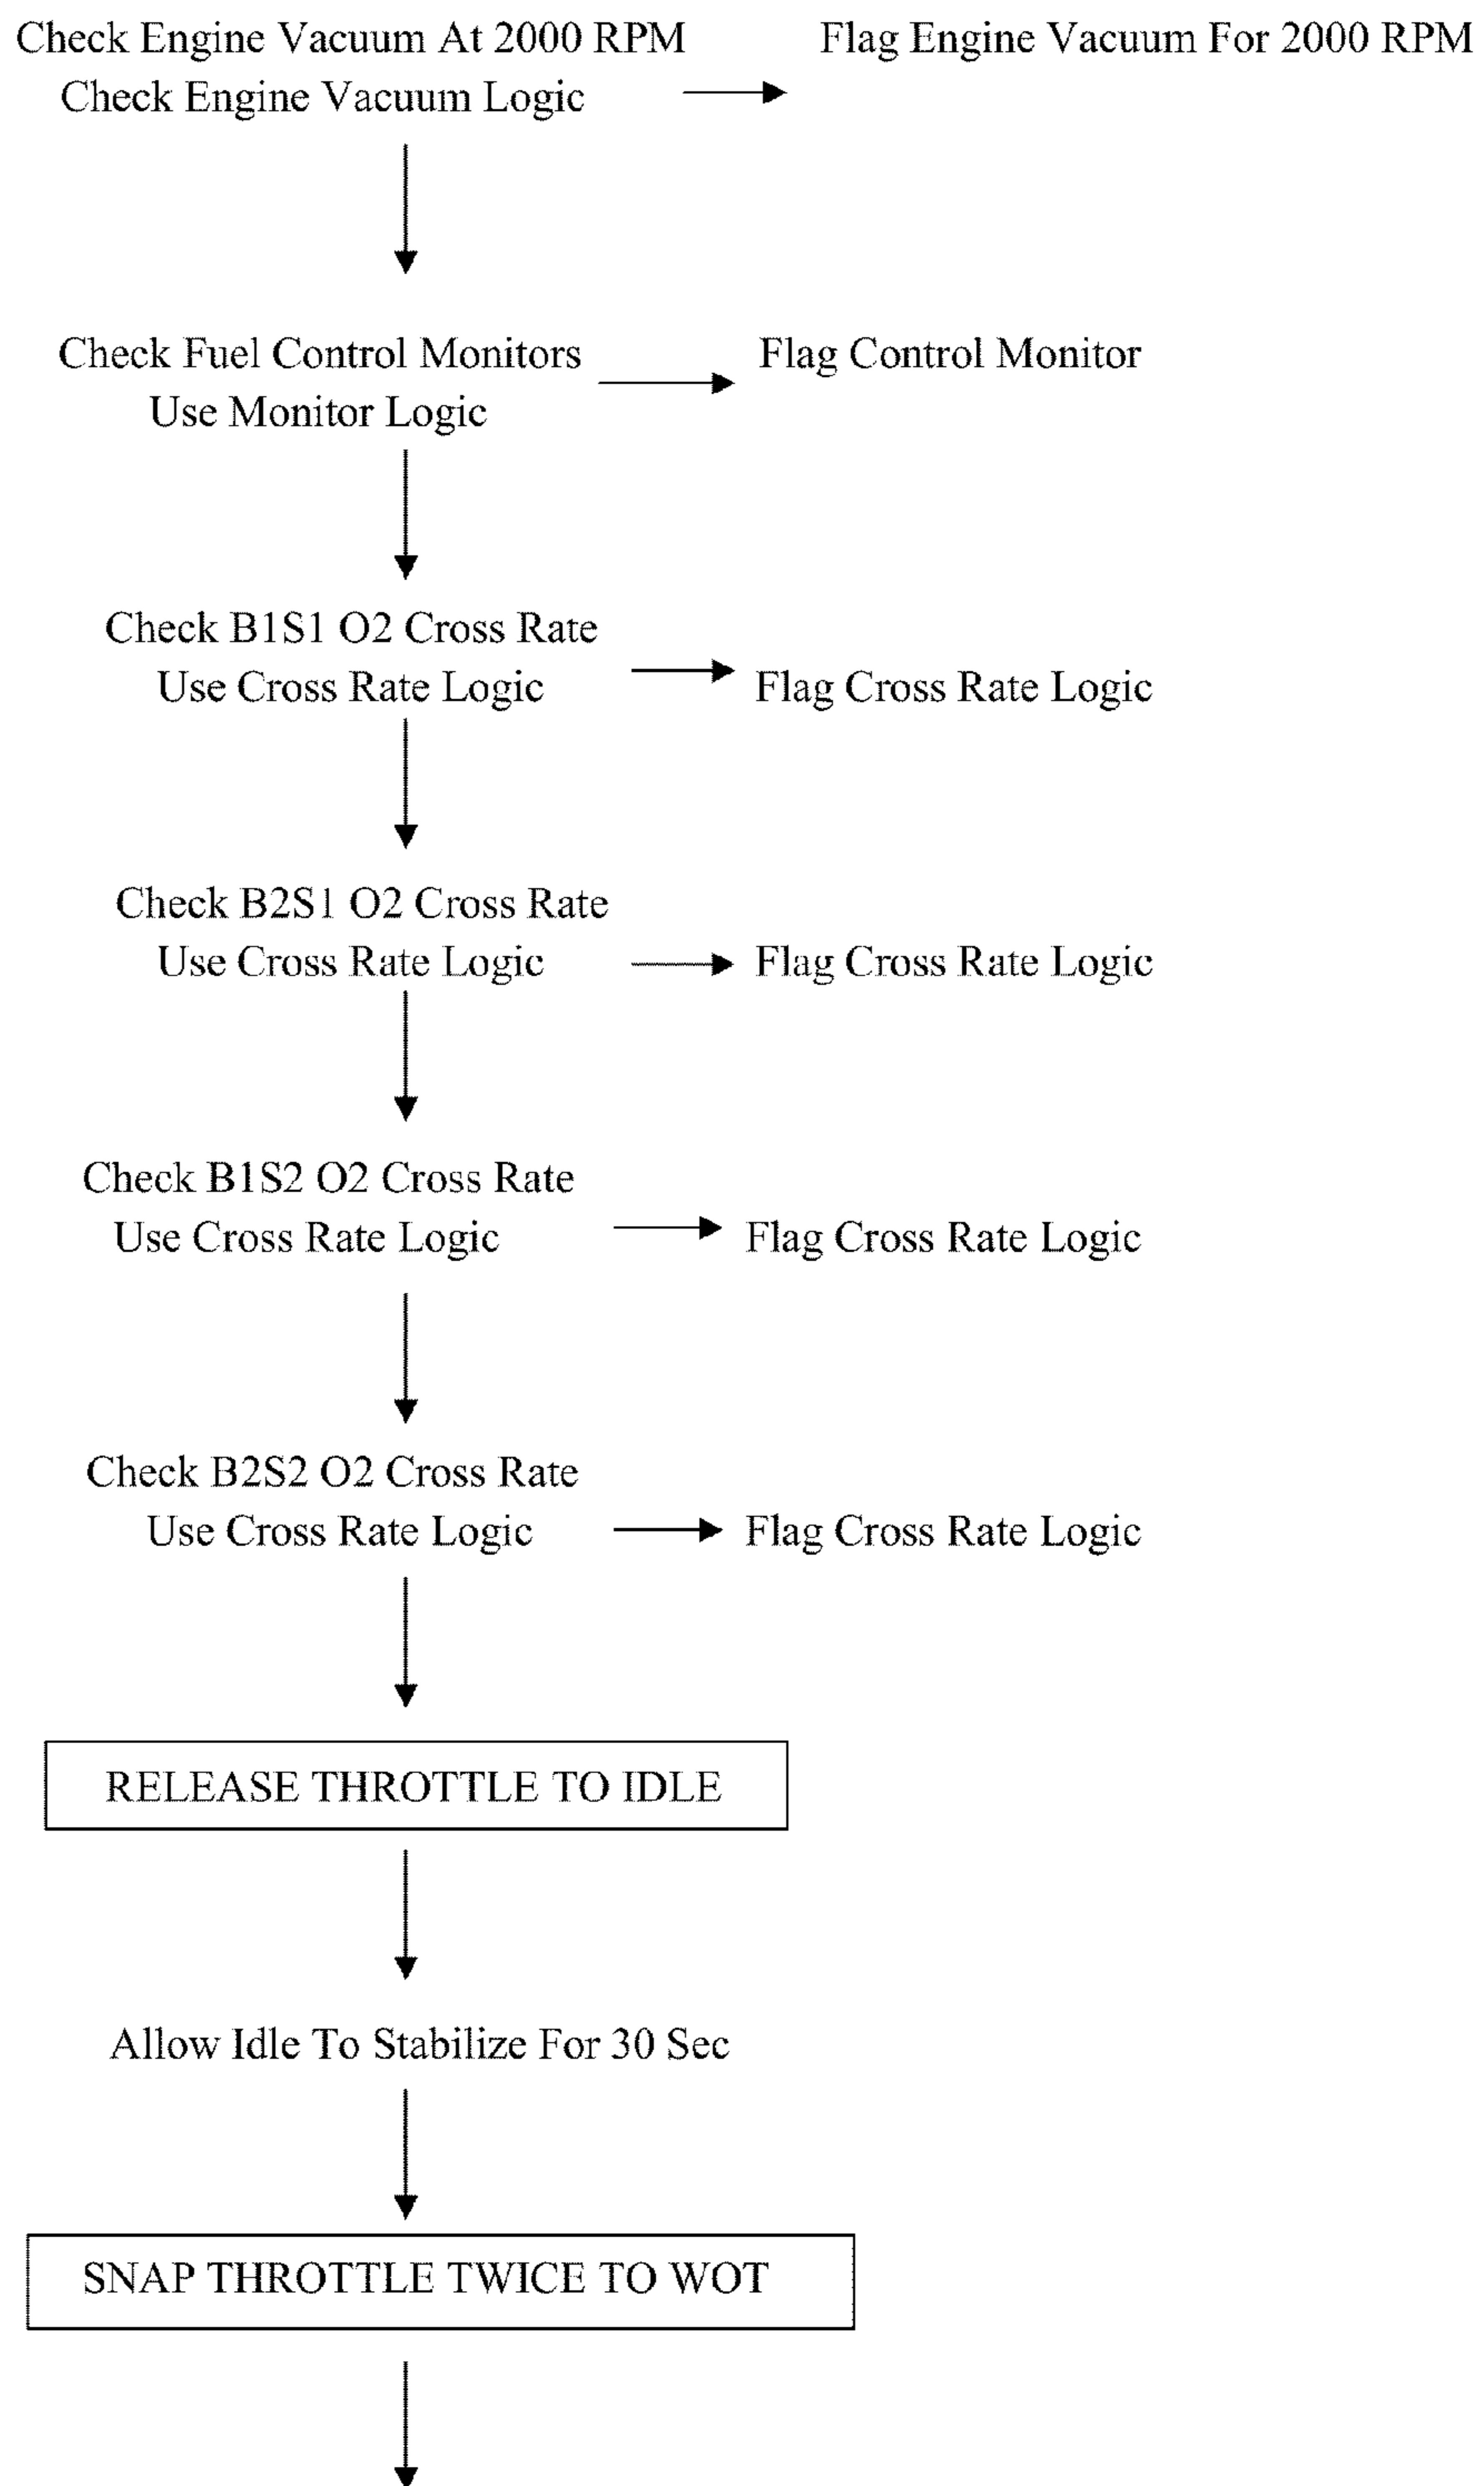 Check Engine Vacuum At 2000 RPM
Flag Engine Vacuum For 2000 RPM
Check Engine Vacuum Logic
Check Fuel Control Monitors
Flag Control Monitor
Use Monitor Logic
Check B1S1 O2 Cross Rate
Use Cross Rate Logic
Flag Cross Rate Logic
Check B2S1 O2 Cross Rate
Use Cross Rate Logic
Flag Cross Rate Logic
Check B1S2 O2 Cross Rate
Use Cross Rate Logic
Flag Cross Rate Logic
Check B2S2 O2 Cross Rate
Use Cross Rate Logic
Flag Cross Rate Logic
RELEASE THROTTLE TO IDLE
Allow Idle To Stabilize For 30 Sec
SNAP THROTTLE TWICE TO WOT